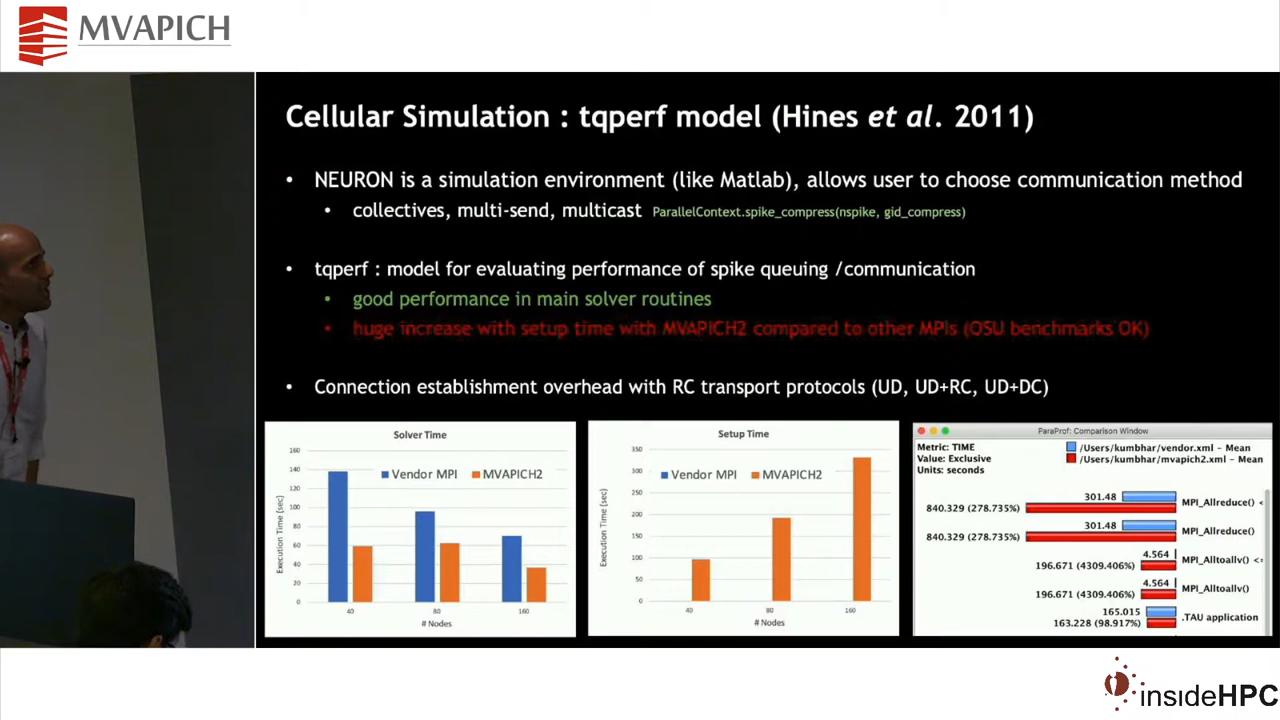 MVAPICH
Cellular Simulation : tqperf model (Hines et al. 2011)
• NEURON is a simulation environment (like Matlab), allows user to choose communication method
• collectives, multi-send, multicast ParallelContext.spike_compress(nspike, gid_compress)
• tqperf : model for evaluating performance of spike queuing /communication
• good performance in main solver routines
• huge increase with setup time with MVAPICH2 compared to other MPIs (OSU benchmarks OK)
• Connection establishment overhead with RC transport protocols (UD, UD+RC, UD+DC)
Solver Time
160
140
120
100
80
60
40
20
0
Execution Time [sec)
Vendor MPI MVAPICH2
40 80 160
# Nodes
Setup Time
350
300
250
200
150
100
50
0
Execution Time (sec)
Vendor MPI MVAPICH2
40 80 160
# Nodes
ParaProf: Comparison Window
Metric: TIME
Value: Exclusive
Units: seconds
/Users/kumbhar/vendor.xml - Mean
/Users/kumbhar/mvapich2.xml - Mean
301.48
840.329 (278.735%)
MPI_Allreduce() <
301.48
840.329 (278.735%)
MPI_Allreduce()
4.564
196.671 (4309.406%)
MPI_Alltoallv() <=
4.564
196.671 (4309.406%)
MPI_Alltoallv()
165.015
163.228 (98.917%)
.TAU application
insideHPC